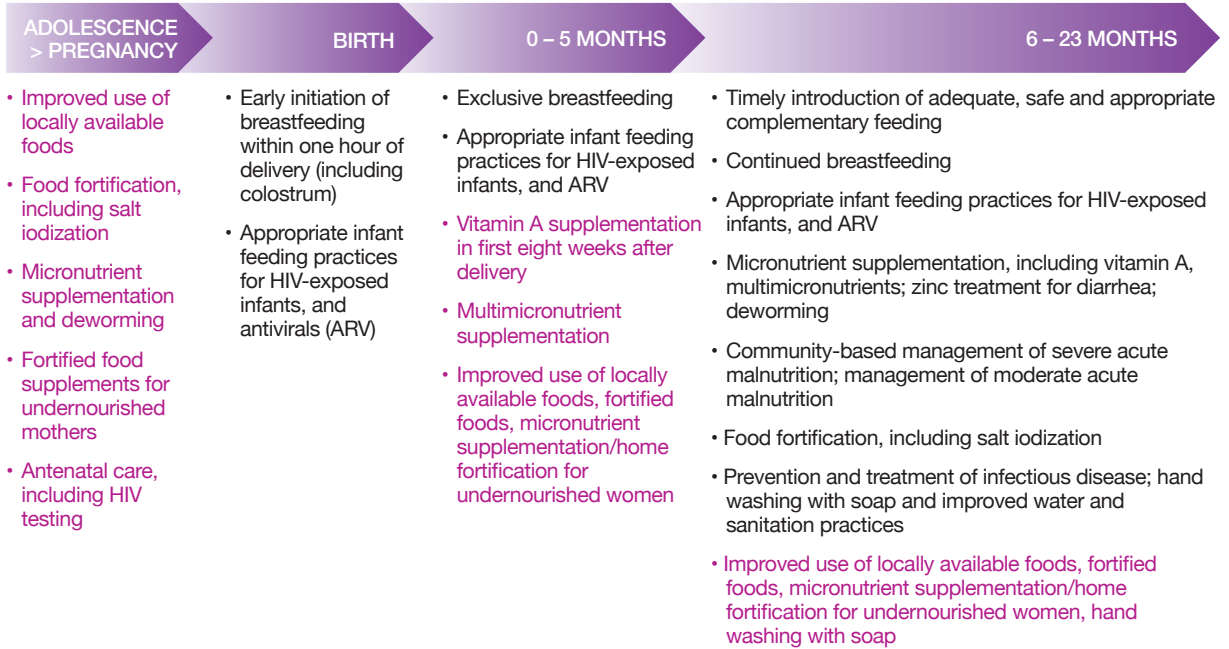 ADOLESCENCE
> PREGNANCY
BIRTH
0 – 5 MONTHS
6 – 23 MONTHS
• Improved use of
locally available
foods
• Food fortification,
including salt
iodization
• Micronutrient
supplementation
and deworming
• Fortified food
supplements for
undernourished
mothers
• Antenatal care,
including HIV
testing
• Early initiation of
breastfeeding
within one hour of
delivery (including
colostrum)
• Appropriate infant
feeding practices
for HIV-exposed
infants, and
antivirals (ARV)
• Exclusive breastfeeding
• Appropriate infant feeding
practices for HIV-exposed
infants, and ARV
• Vitamin A supplementation
in first eight weeks after
delivery
• Multimicronutrient
supplementation
• Improved use of locally
available foods, fortified
foods, micronutrient
supplementation/home
fortification for
undernourished women
• Timely introduction of adequate, safe and appropriate
complementary feeding
• Continued breastfeeding
• Appropriate infant feeding practices for HIV-exposed
infants, and ARV
• Micronutrient supplementation, including vitamin A,
multimicronutrients; zinc treatment for diarrhea;
deworming
• Community-based management of severe acute
malnutrition; management of moderate acute
malnutrition
• Food fortification, including salt iodization
• Prevention and treatment of infectious disease; hand
washing with soap and improved water and
sanitation practices
• Improved use of locally available foods, fortified
foods, micronutrient supplementation/home
fortification for undernourished women, hand
washing with soap